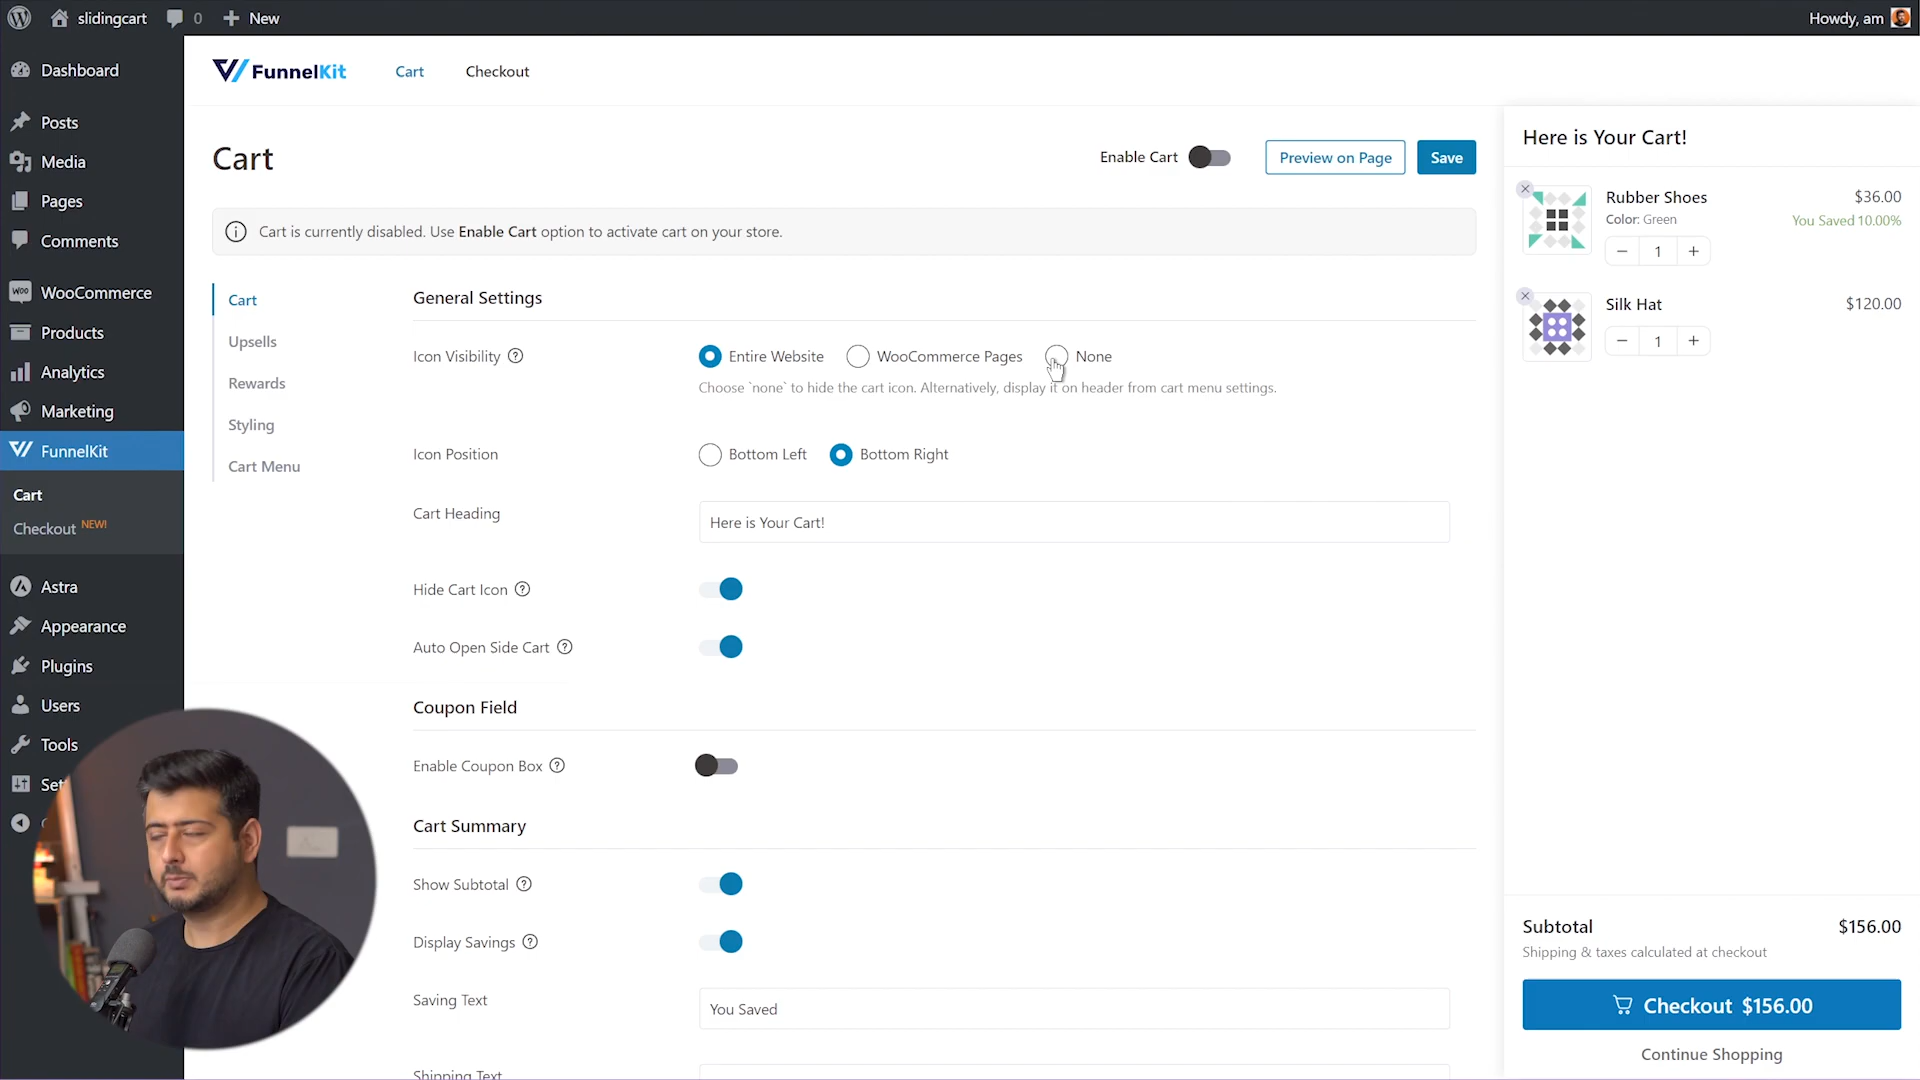 slidingcart
0
New
Howdy, am
Dashboard
Posts
Media
Pages
Comments
WooCommerce
Products
Analytics
Marketing
FunnelKit
Cart
Checkout NEW!
Astra
Appearance
Plugins
Users
Tools
FunnelKit
Cart
Checkout
Cart
Enable Cart
Preview on Page
Save
Cart is currently disabled. Use Enable Cart option to activate cart on your store.
Cart
Upsells
Rewards
Styling
Cart Menu
General Settings
Icon Visibility
Entire Website
WooCommerce Pages
None
Choose `none` to hide the cart icon. Alternatively, display it on header from cart menu settings.
Icon Position
Bottom Left
Bottom Right
Cart Heading
Here is Your Cart!
Hide Cart Icon
Auto Open Side Cart
Coupon Field
Enable Coupon Box
Cart Summary
Show Subtotal
Display Savings
Saving Text
You Saved
Shipping Text
Here is Your Cart!
Rubber Shoes
$36.00
Color: Green
You Saved 10.00%
1
Silk Hat
$120.00
1
Subtotal
$156.00
Shipping & taxes calculated at checkout
Checkout $156.00
Continue Shopping